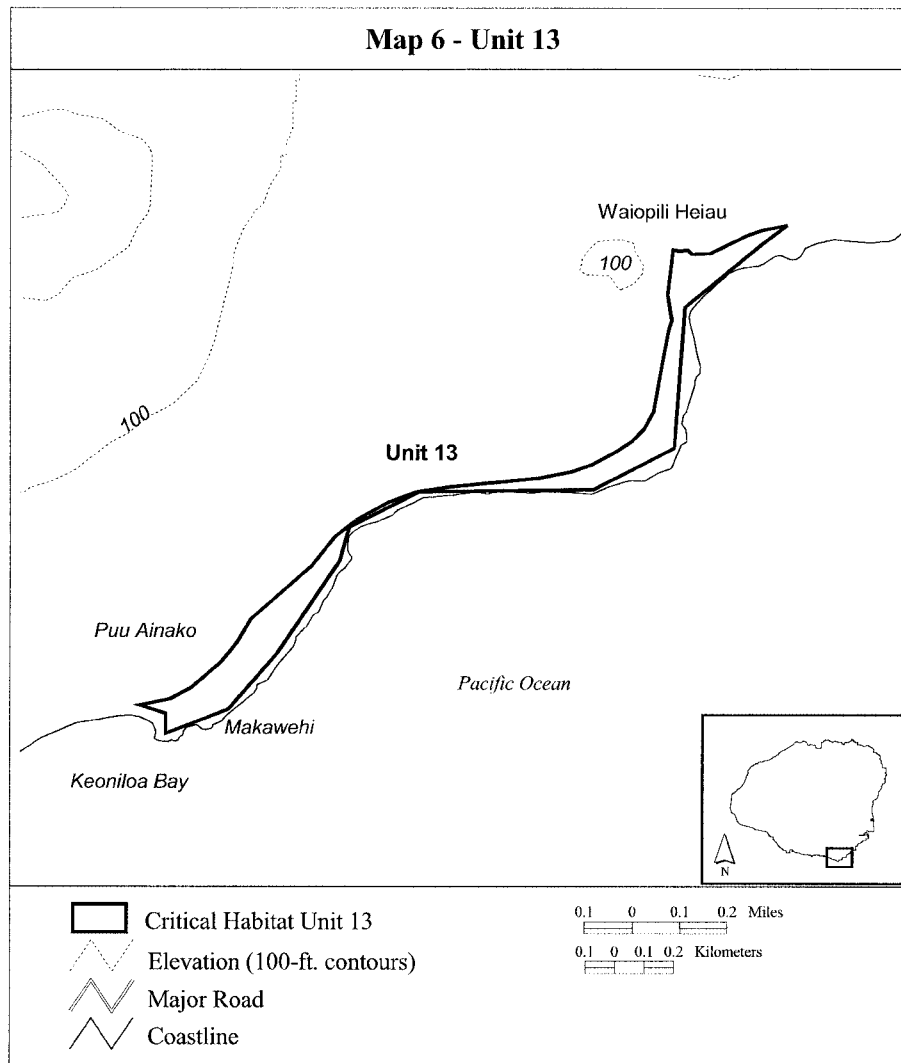 Map 6 - Unit 13
Waiopili Heiau
100
100
Unit 13
Puu Ainako
Pacific Ocean
Makawehi
Keoniloa Bay
N
Critical Habitat Unit 13
Elevation (100-ft. contours)
Major Road
Coastline
0.1 0 0.1 0.2 Miles
0.1 0 0.1 0.2 Kilometers